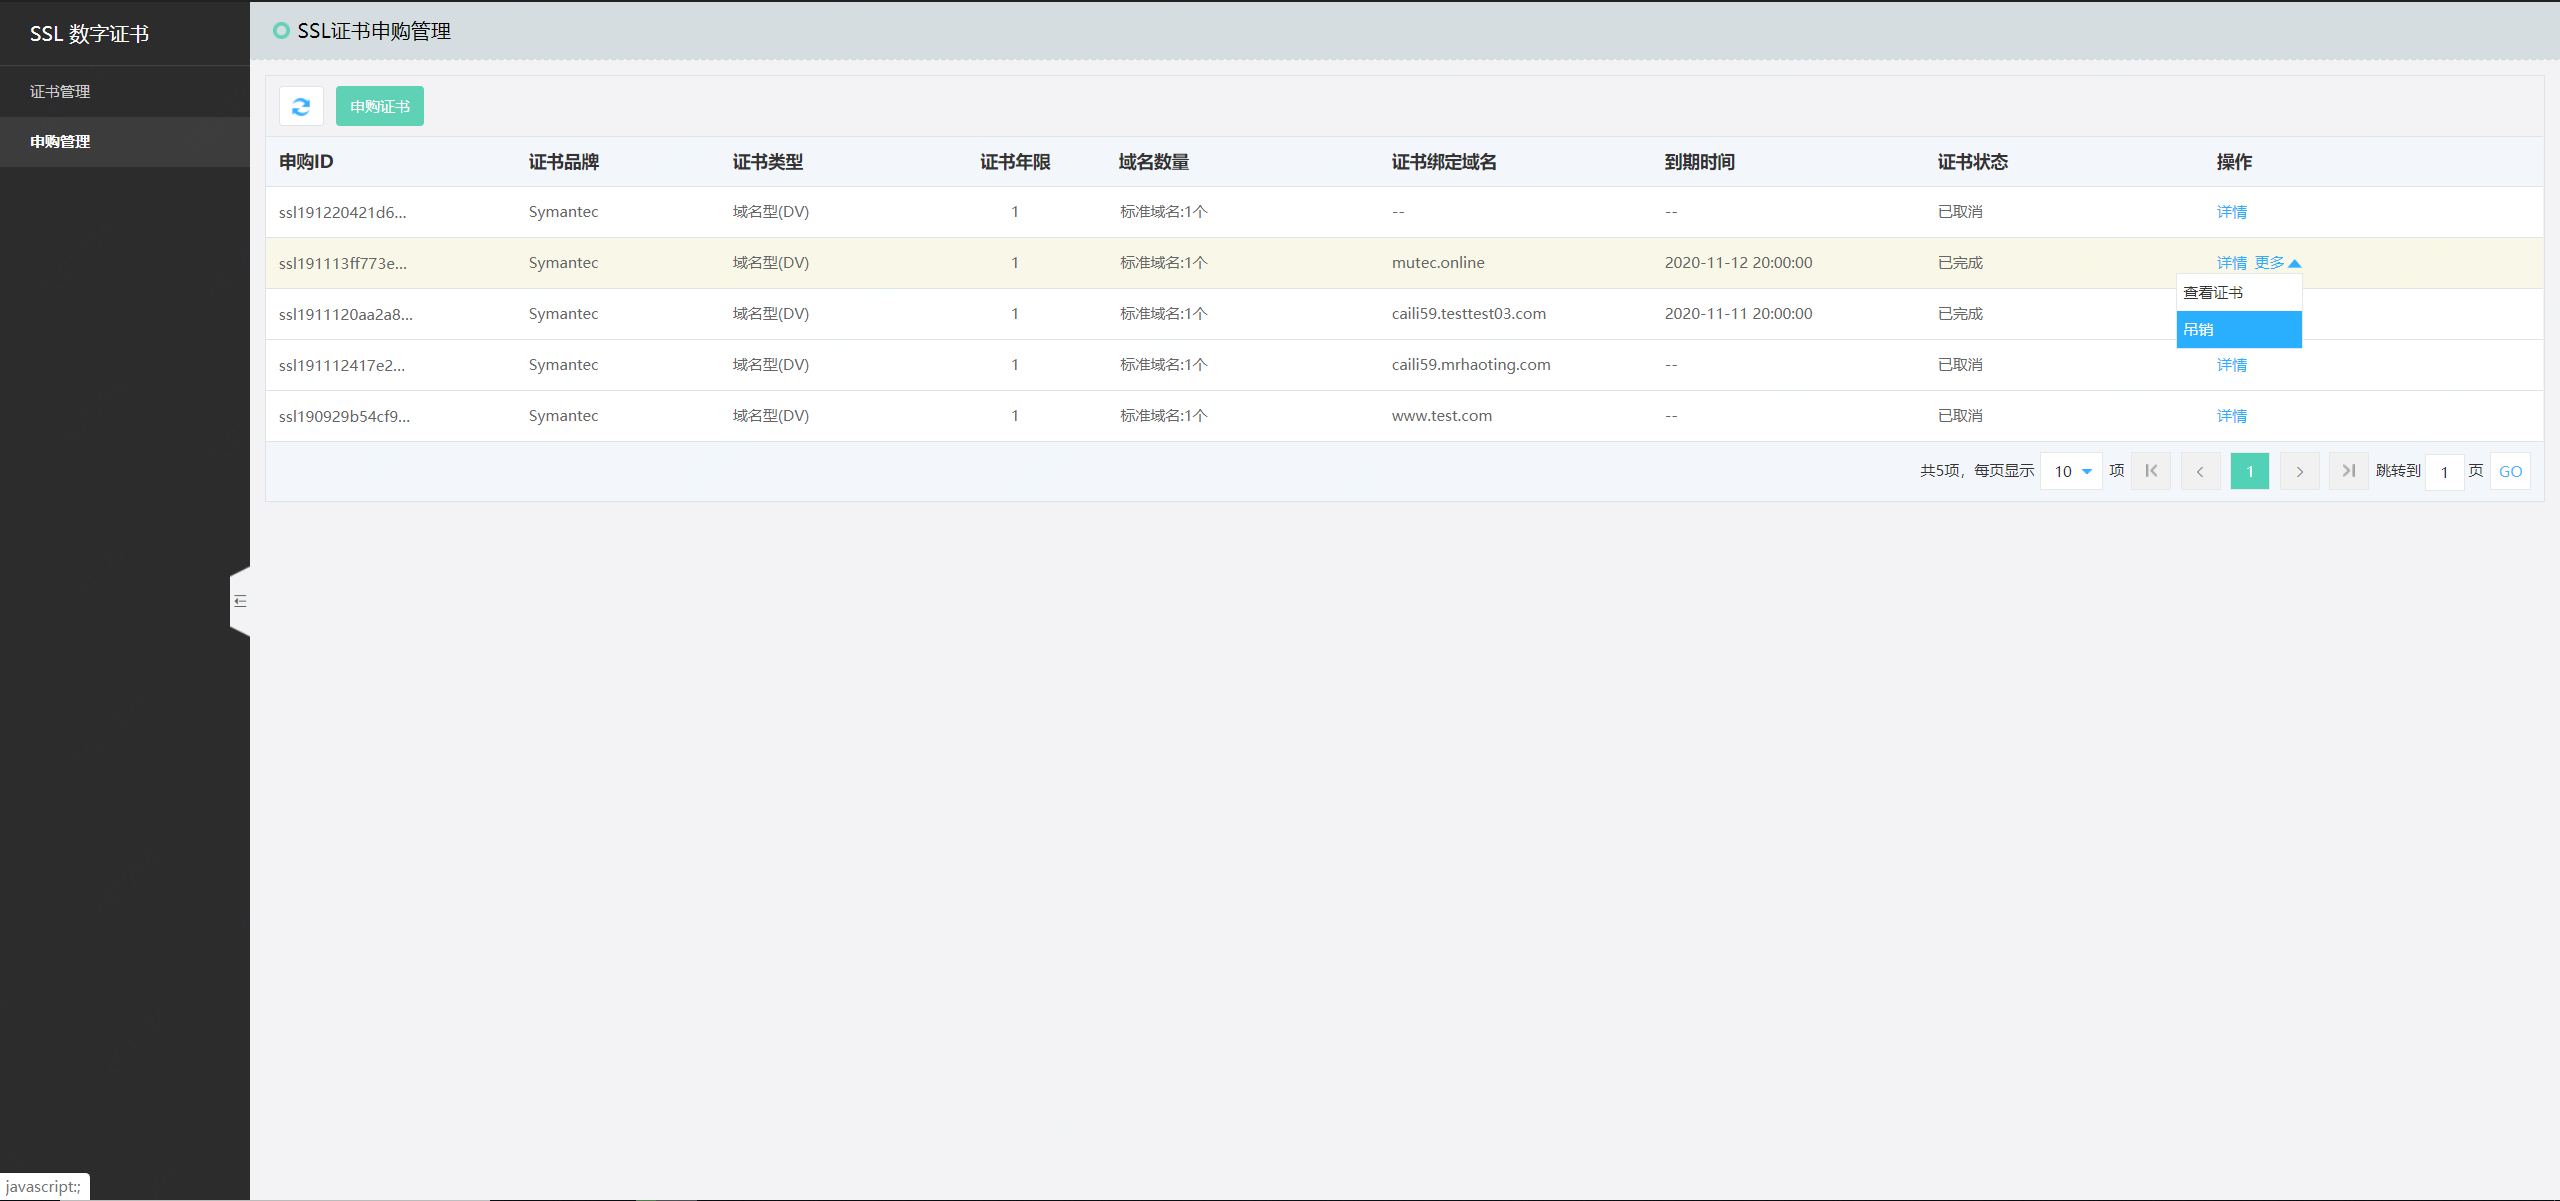 SSL 数字证书
证书管理
申购管理
SSL证书申购管理
申购证书
申购ID 证书品牌 证书类型 证书年限 域名数量 证书绑定域名 到期时间 证书状态 操作
ssl191220421d6... Symantec 域名型(DV) 1 标准域名:1个 -- -- 已取消 详情
ssl191113ff773e... Symantec 域名型(DV) 1 标准域名:1个 mutec.online 2020-11-12 20:00:00 已完成 详情 更多
查看证书
ssl1911120aa2a8... Symantec 域名型(DV) 1 标准域名:1个 caili59.testtest03.com 2020-11-11 20:00:00 已完成
吊销
ssl191112417e2... Symantec 域名型(DV) 1 标准域名:1个 caili59.mrhaoting.com -- 已取消 详情
ssl190929b54cf9... Symantec 域名型(DV) 1 标准域名:1个 www.test.com -- 已取消 详情
共5项，每页显示 10 项 1 跳转到 1 页 GO
javascript:;